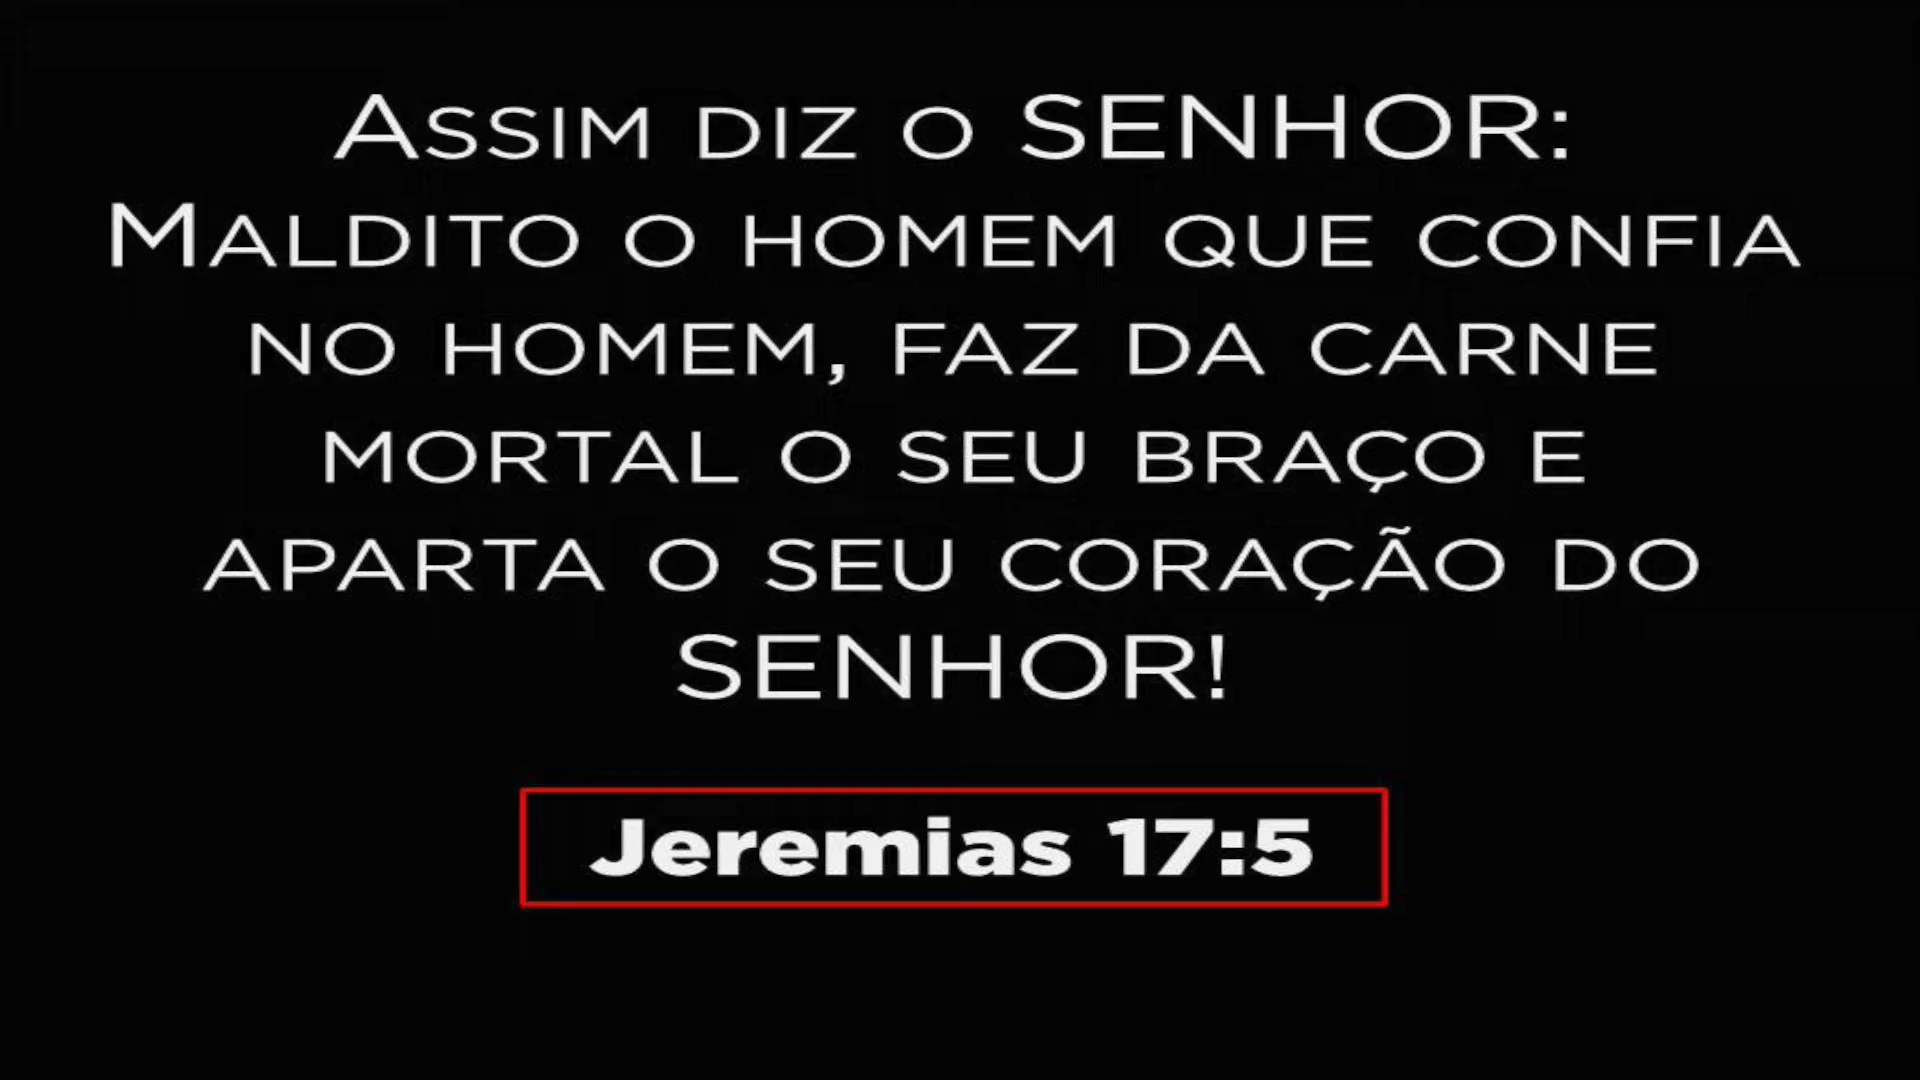 Assim diz o SENHOR:
Maldito o homem que confia
no homem, faz da carne
mortal o seu braço e
aparta o seu coração do
SENHOR!
Jeremias 17:5